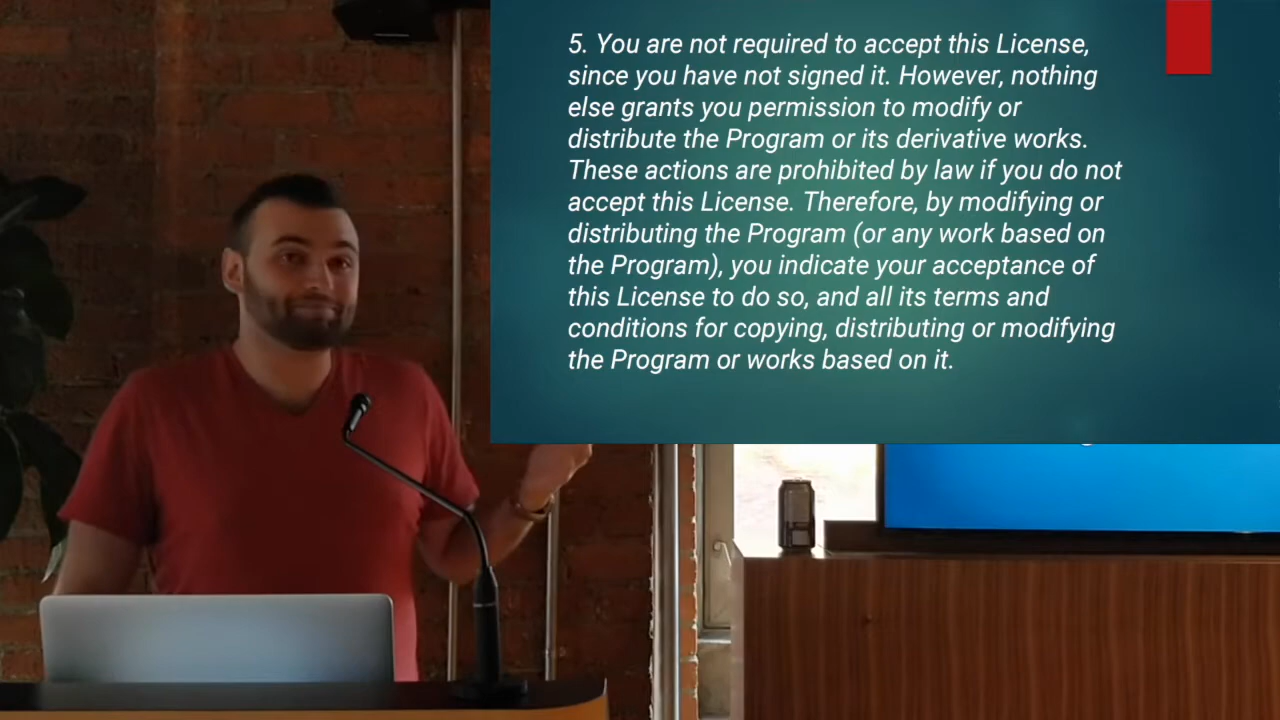 5. You are not required to accept this License,
since you have not signed it. However, nothing
else grants you permission to modify or
distribute the Program or its derivative works.
These actions are prohibited by law if you do not
accept this License. Therefore, by modifying or
distributing the Program (or any work based on
the Program), you indicate your acceptance of
this License to do so, and all its terms and
conditions for copying, distributing or modifying
the Program or works based on it.